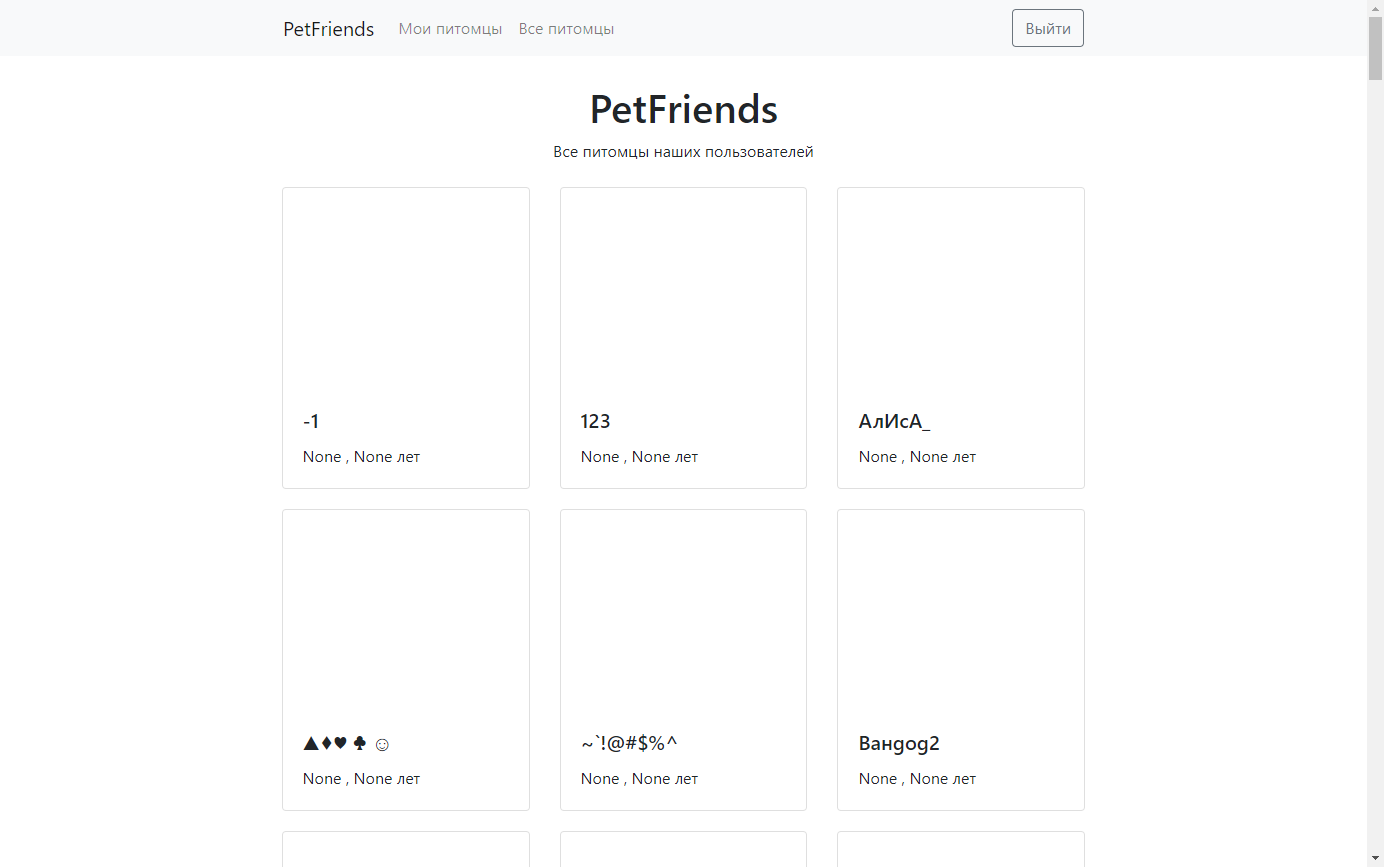 PetFriends Мои питомцы Все питомцы Выйти
PetFriends
Все питомцы наших пользователей
-1 123 АлИсА_
None , None лет None , None лет None , None лет
▲♦♥ ♣ ☺ ~`!@#$%^ Вандод2
None , None лет None , None лет None , None лет